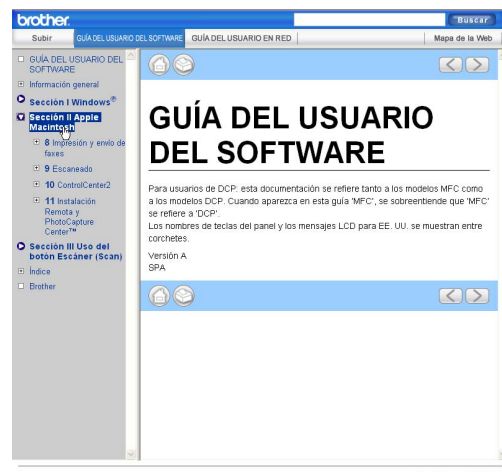 brother.
Buscar
Subir
GUÍA DEL USUARIO DEL SOFTWARE
GUÍA DEL USUARIO EN RED
Mapa de la Web
GUÍA DEL USUARIO DEL
SOFTWARE
Información general
Sección I Windows®
Sección II Apple
Macintosh
8 Impresión y envío de
faxes
9 Escaneado
10 ControlCenter2
11 Instalación
Remota y
PhotoCapture
Center™
Sección III Uso del
botón Escáner (Scan)
Índice
Brother
GUÍA DEL USUARIO
DEL SOFTWARE
Para usuarios de DCP: esta documentación se refiere tanto a los modelos MFC como
a los modelos DCP. Cuando aparezca en esta guía 'MFC', se sobreentiende que 'MFC'
se refiere a 'DCP'.
Los nombres de teclas del panel y los mensajes LCD para EE. UU. se muestran entre
corchetes.
Versión A
SPA